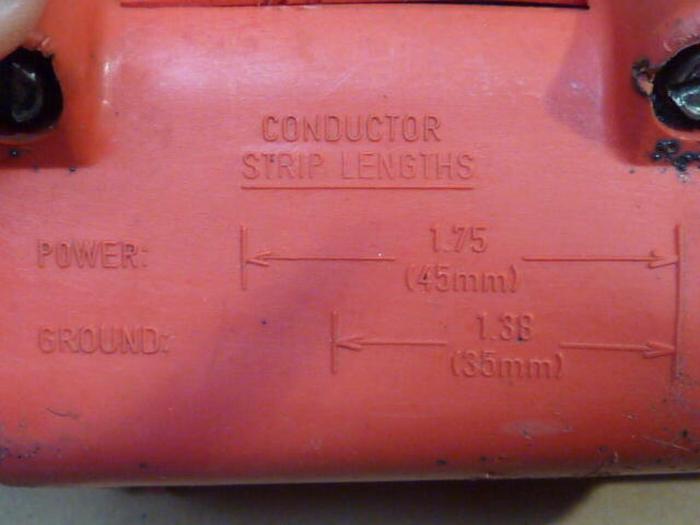 CONDUCTOR
STRIP LENGTHS
POWER: 1.75
(45mm)
GROUND: 1.38
(35mm)